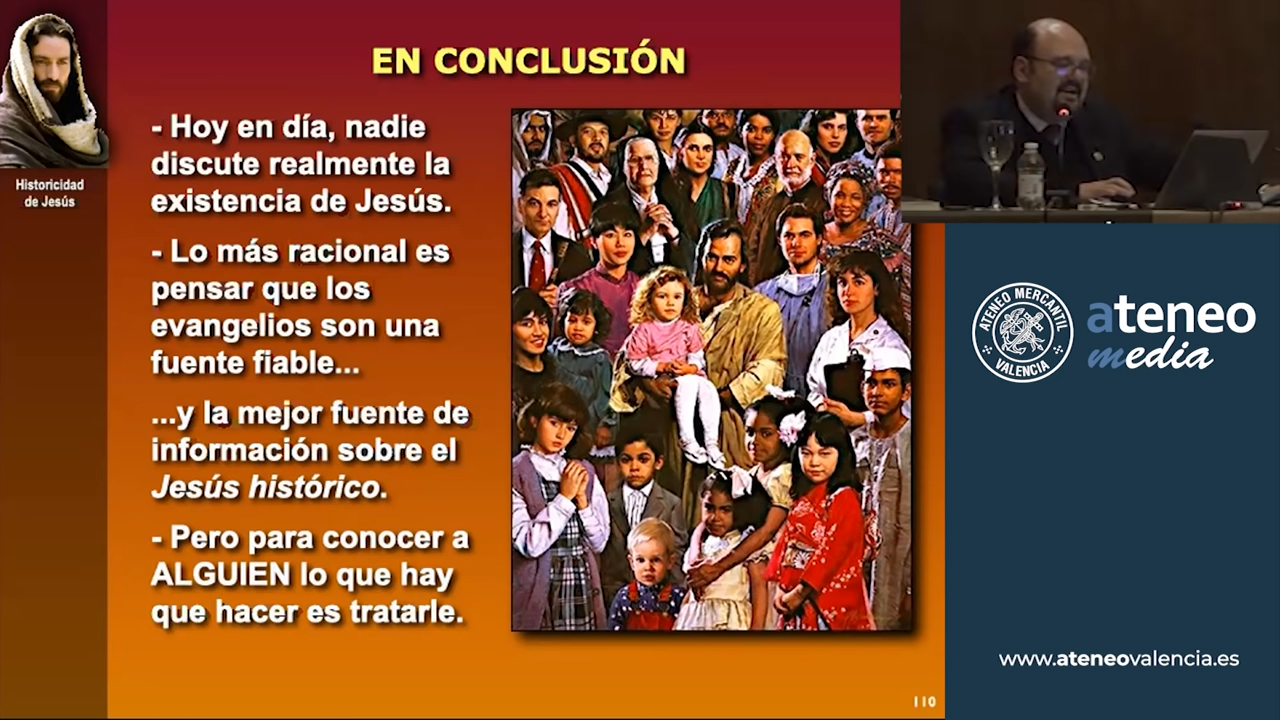 Historicidad
de Jesús
EN CONCLUSIÓN
- Hoy en día, nadie
discute realmente la
existencia de Jesús.
- Lo más racional es
pensar que los
evangelios son una
fuente fiable...
...y la mejor fuente de
información sobre el
Jesús histórico.
- Pero para conocer a
ALGUIEN lo que hay
que hacer es tratarle.
110
ATENEO MERCANTIL
VALENCIA
ateneo
media
www.ateneovalencia.es